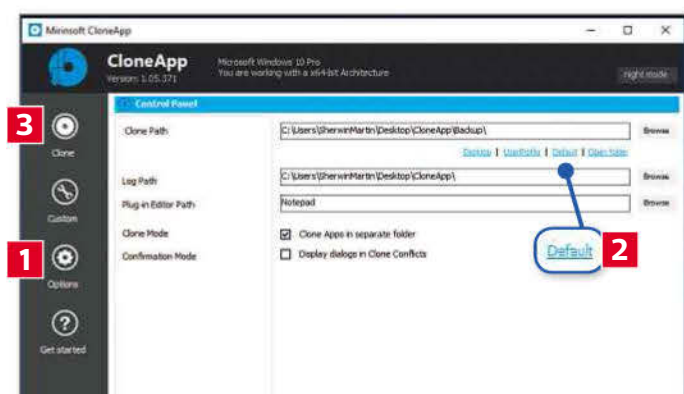 Mirinsoft CloneApp
CloneApp
Version: 1.05.371
Microsoft Windows 10 Pro
You are working with a x64-bit Architecture
night mode
Control Panel
3
Clone
Clone Path
C:\Users\SherwinMartin\Desktop\CloneApp\Backup\
Browse
Desktop | UserProfile | Default | Open folder
Log Path
C:\Users\SherwinMartin\Desktop\CloneApp\
Browse
Custom
Plug-in Editor Path
Notepad
Browse
Clone Mode
Clone Apps in separate folder
1
Confirmation Mode
Display dialogs in Clone Conflicts
Default
2
Options
Get started